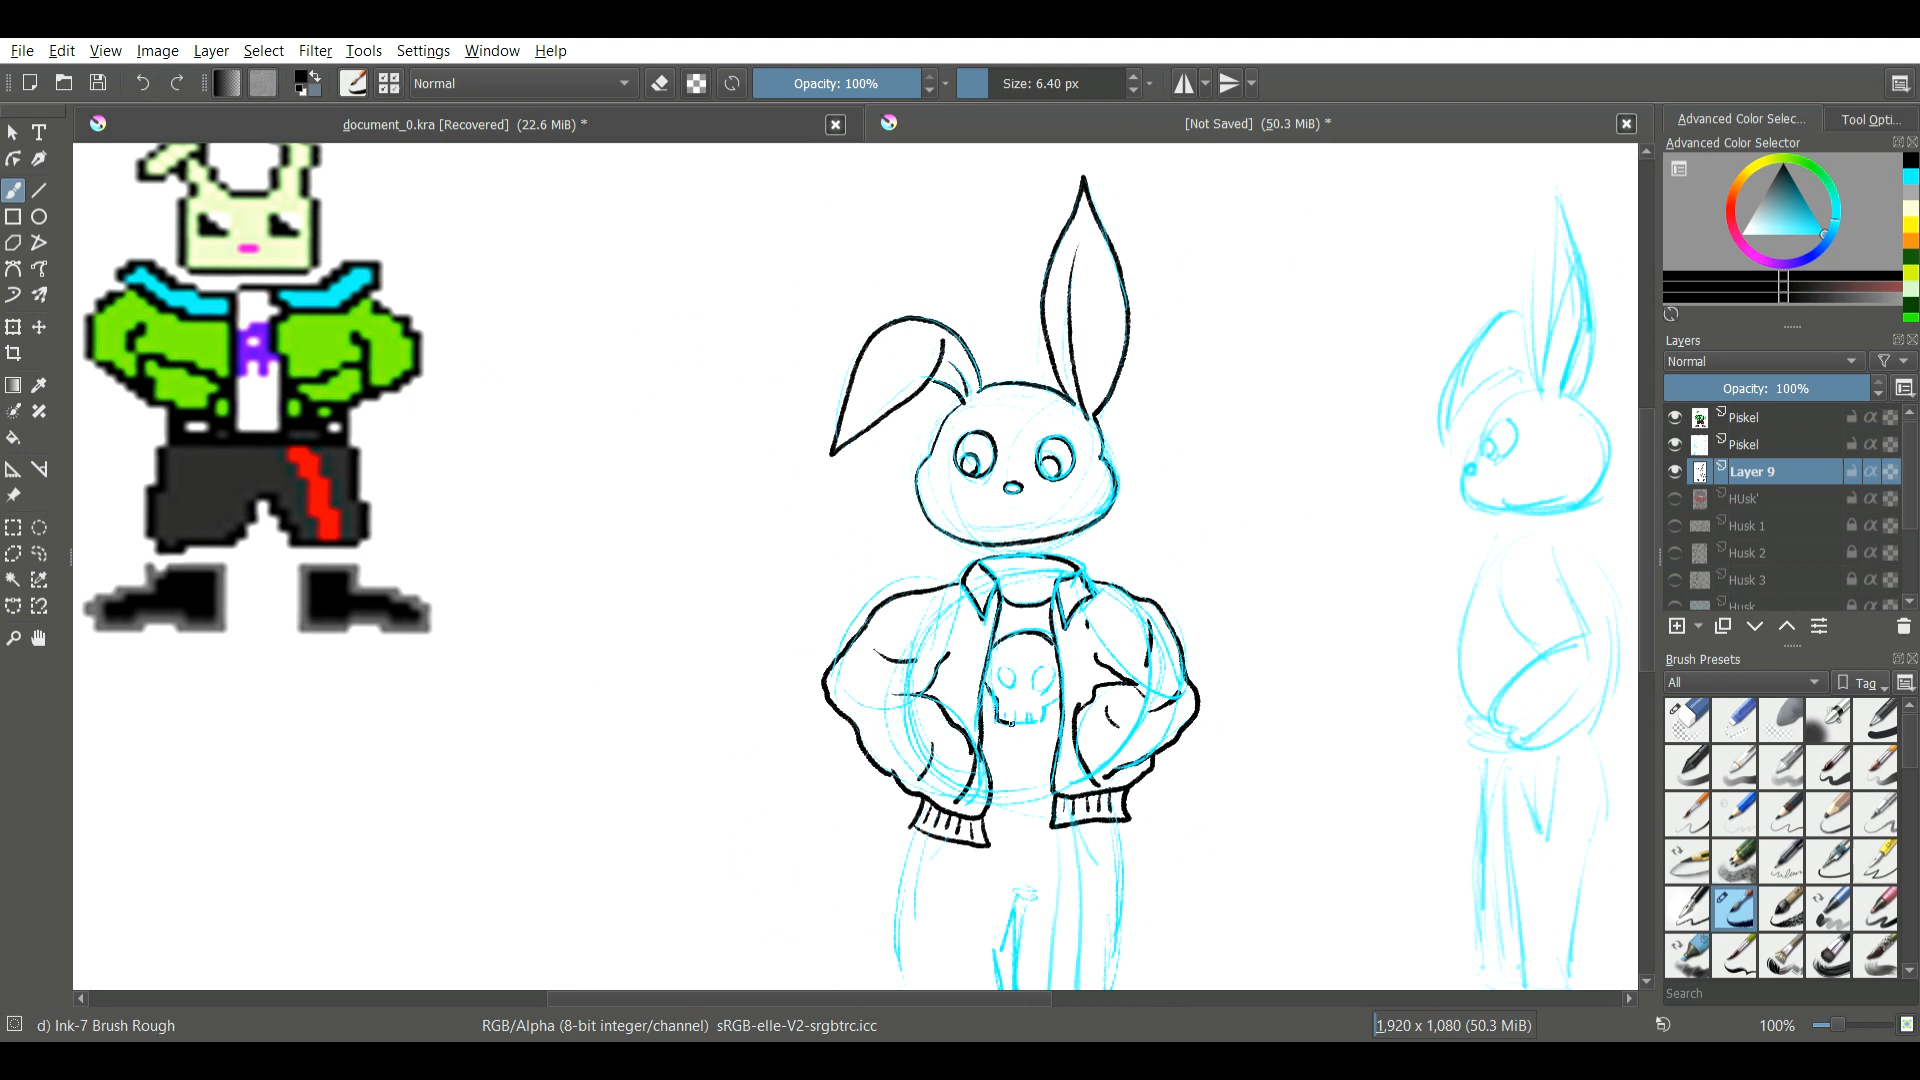 File Edit View Image Layer Select Filter Tools Settings Window Help
Normal
Opacity: 100%
Size: 6.40 px
document_0.kra [Recovered] (22.6 MiB) *
[Not Saved] (50.3 MiB) *
Advanced Color Selec...
Tool Opti...
Advanced Color Selector
Layers
Normal
Opacity: 100%
Piskel
Piskel
Layer 9
HUsk'
Husk 1
Husk 2
Husk 3
Husk
Brush Presets
All
Tag
Search
d) Ink-7 Brush Rough
RGB/Alpha (8-bit integer/channel) sRGB-elle-V2-srgbtrc.icc
1,920 x 1,080 (50.3 MiB)
100%